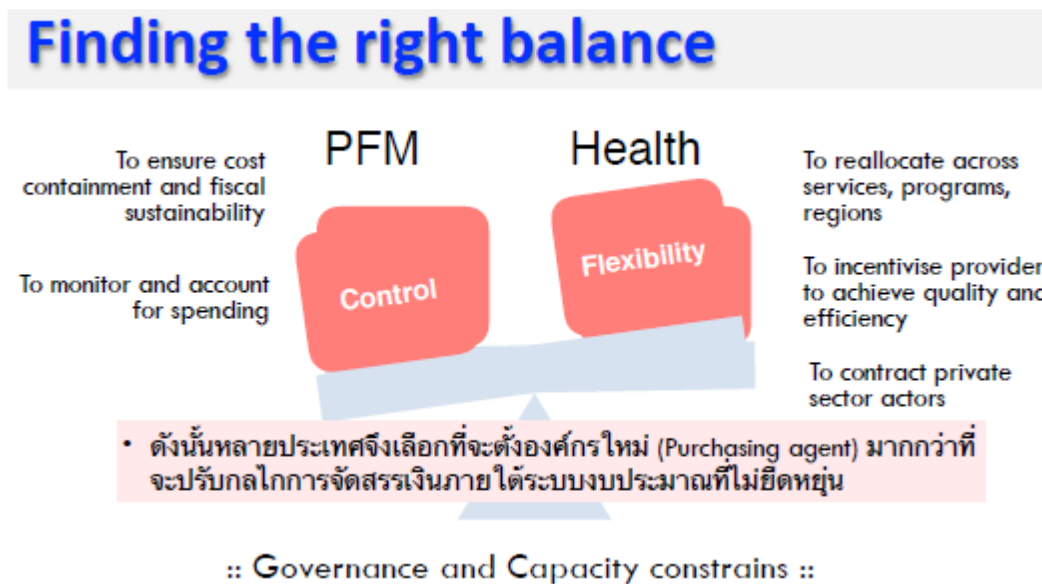 Finding the right balance
PFM
Health
To ensure cost
containment and fiscal
sustainability
To monitor and account
for spending
Control
Flexibility
To reallocate across
services, programs,
regions
To incentivise provider
to achieve quality and
efficiency
To contract private
sector actors
• ดังนั้นหลายประเทศจึงเลือกที่จะตั้งองค์กรใหม่ (Purchasing agent) มากกว่าที่
จะปรับกลไกการจัดสรรเงินภายใต้ระบบงบประมาณที่ไม่ยืดหยุ่น
:: Governance and Capacity constrains ::